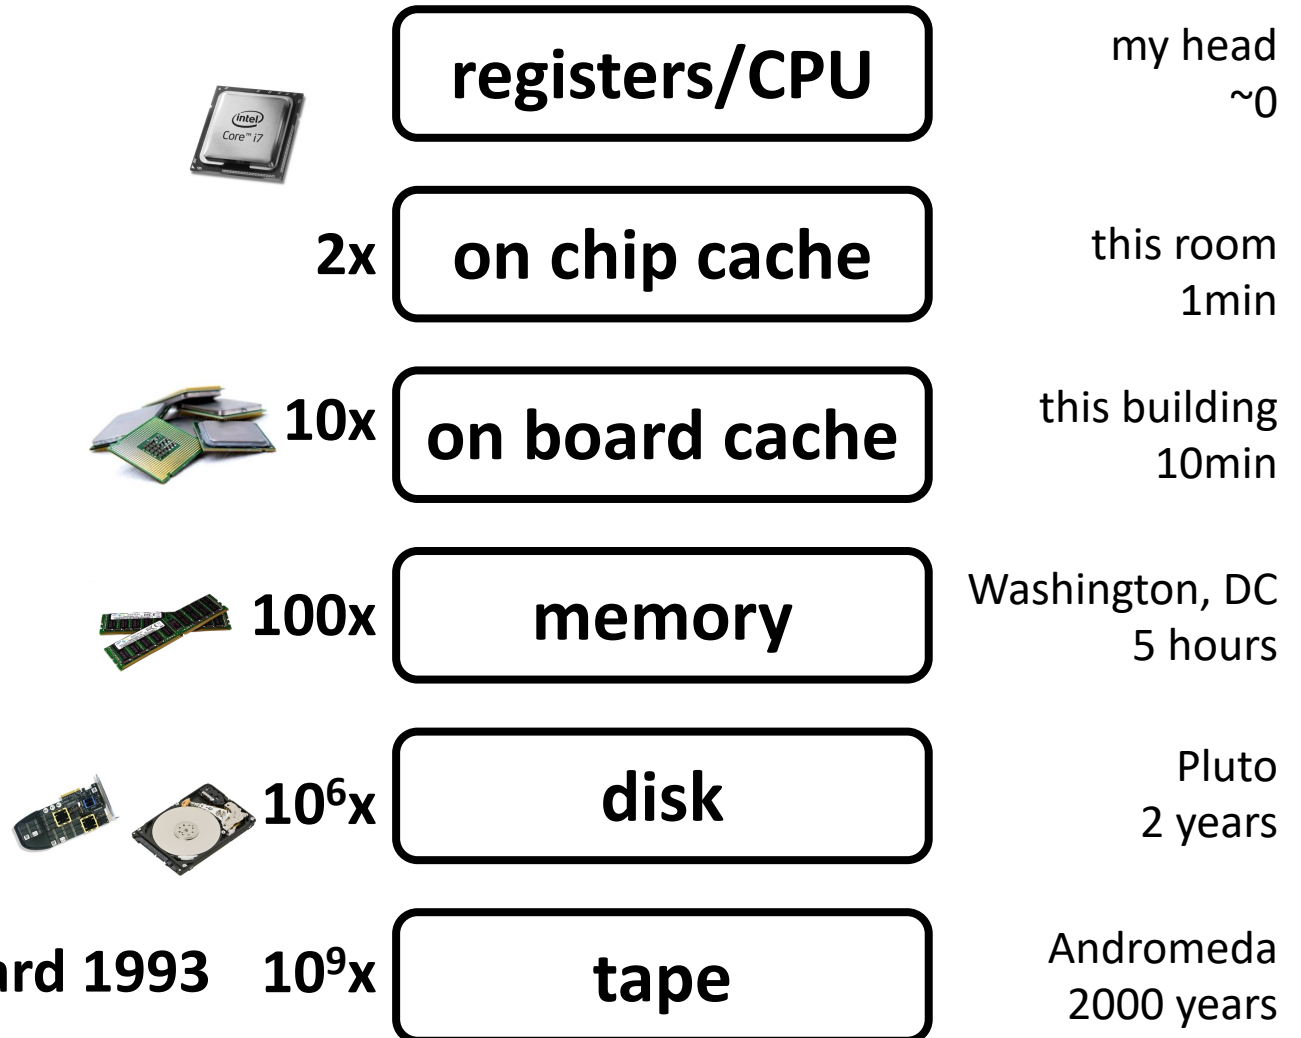 registers/CPU
my head
~0
intel
Core™ i7
2x
on chip cache
this room
1min
10x
on board cache
this building
10min
100x
memory
Washington, DC
5 hours
10⁶x
disk
Pluto
2 years
ard 1993
10⁹x
tape
Andromeda
2000 years